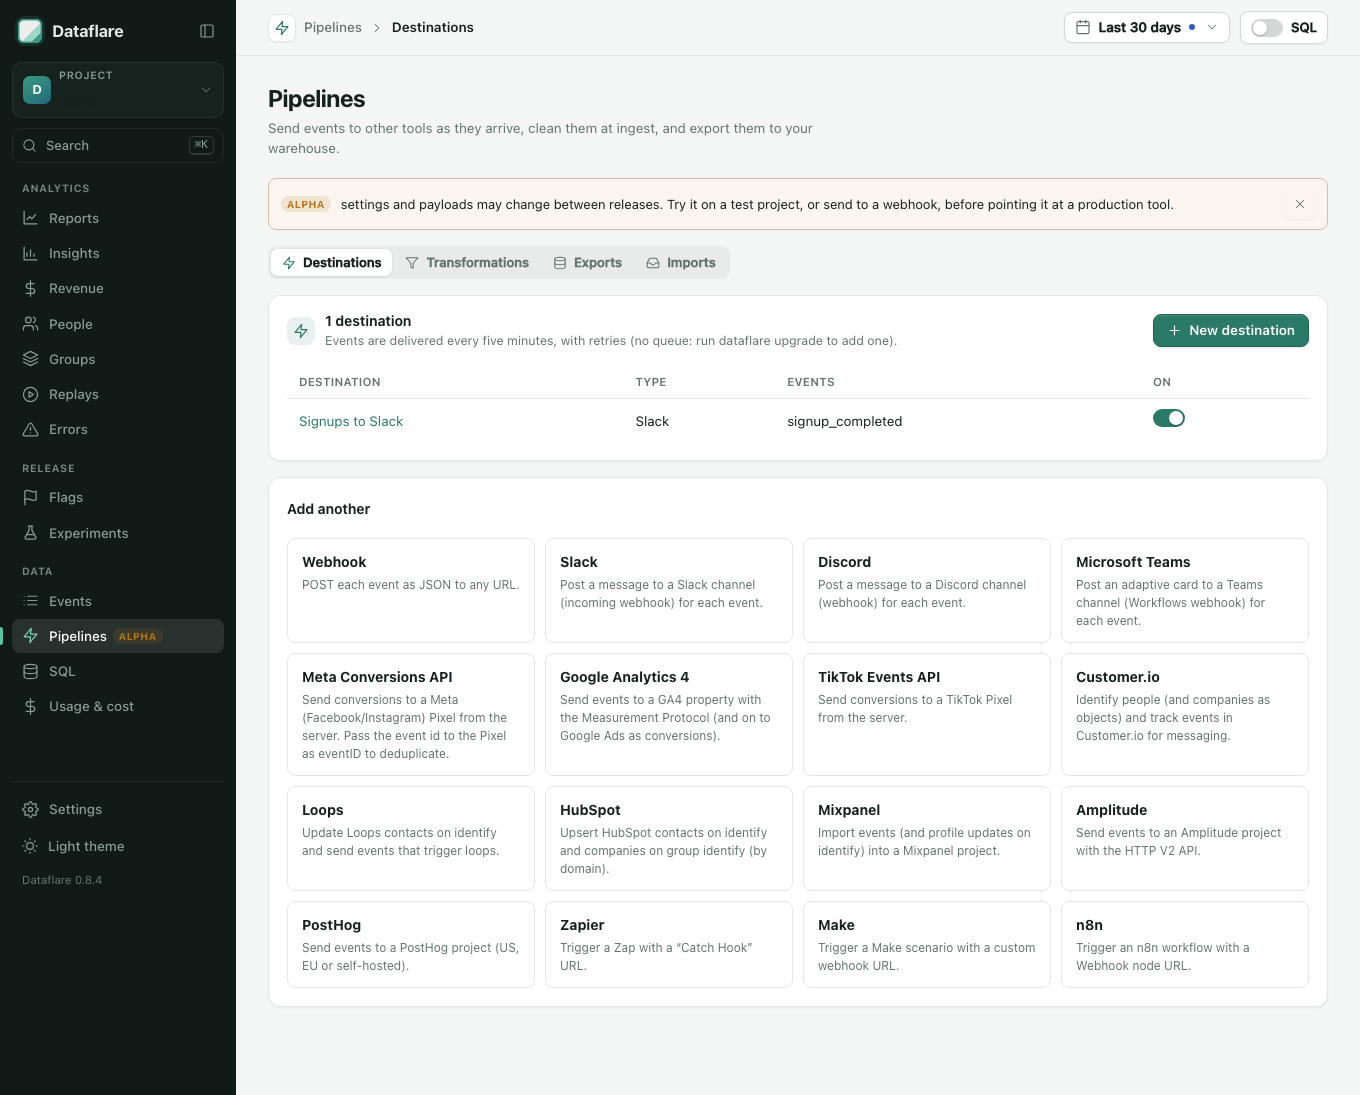 Dataflare
PROJECT
D
Search
⌘K
ANALYTICS
Reports
Insights
Revenue
People
Groups
Replays
Errors
RELEASE
Flags
Experiments
DATA
Events
Pipelines ALPHA
SQL
Usage & cost
Settings
Light theme
Dataflare 0.8.4
Pipelines > Destinations
Last 30 days
SQL
Pipelines
Send events to other tools as they arrive, clean them at ingest, and export them to your
warehouse.
ALPHA settings and payloads may change between releases. Try it on a test project, or send to a webhook, before pointing it at a production tool.
Destinations
Transformations
Exports
Imports
1 destination
Events are delivered every five minutes, with retries (no queue: run dataflare upgrade to add one).
New destination
DESTINATION TYPE EVENTS ON
Signups to Slack Slack signup_completed
Add another
Webhook
POST each event as JSON to any URL.
Slack
Post a message to a Slack channel
(incoming webhook) for each event.
Discord
Post a message to a Discord channel
(webhook) for each event.
Microsoft Teams
Post an adaptive card to a Teams
channel (Workflows webhook) for
each event.
Meta Conversions API
Send conversions to a Meta
(Facebook/Instagram) Pixel from the
server. Pass the event id to the Pixel
as eventID to deduplicate.
Google Analytics 4
Send events to a GA4 property with
the Measurement Protocol (and on to
Google Ads as conversions).
TikTok Events API
Send conversions to a TikTok Pixel
from the server.
Customer.io
Identify people (and companies as
objects) and track events in
Customer.io for messaging.
Loops
Update Loops contacts on identify
and send events that trigger loops.
HubSpot
Upsert HubSpot contacts on identify
and companies on group identify (by
domain).
Mixpanel
Import events (and profile updates on
identify) into a Mixpanel project.
Amplitude
Send events to an Amplitude project
with the HTTP V2 API.
PostHog
Send events to a PostHog project (US,
EU or self-hosted).
Zapier
Trigger a Zap with a “Catch Hook”
URL.
Make
Trigger a Make scenario with a custom
webhook URL.
n8n
Trigger an n8n workflow with a
Webhook node URL.